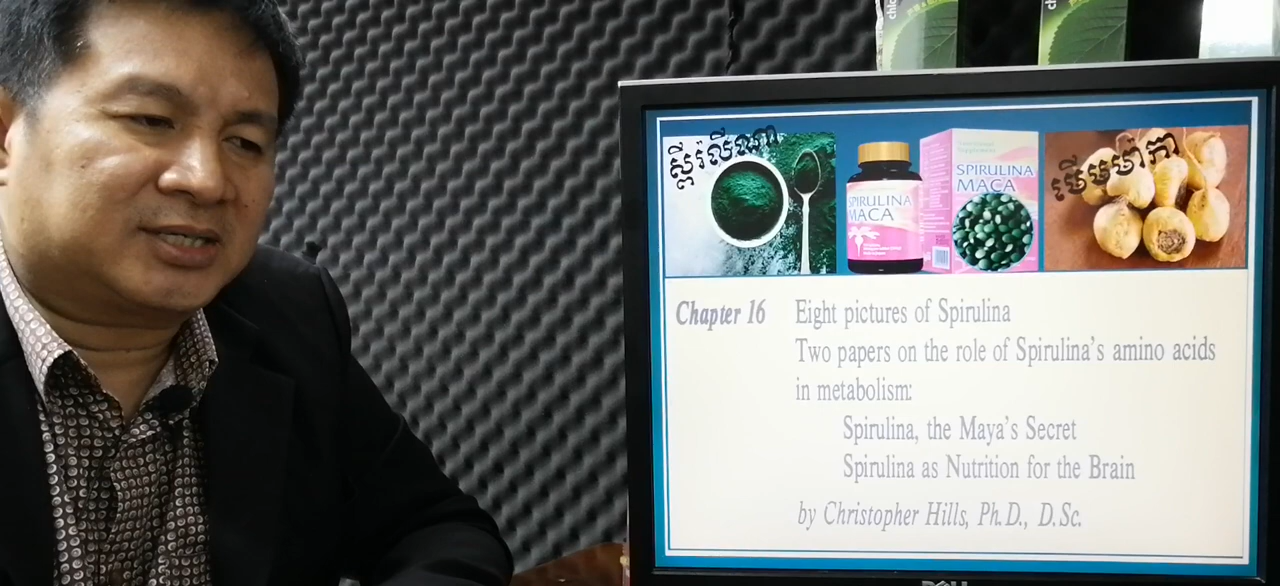 ស្ពីរូលីណា
SPIRULINA
MACA
SPIRULINA
MACA
មើមម៉ាកា
Chapter 16 Eight pictures of Spirulina
Two papers on the role of Spirulina's amino acids
in metabolism:
Spirulina, the Maya's Secret
Spirulina as Nutrition for the Brain
by Christopher Hills, Ph.D., D.Sc.